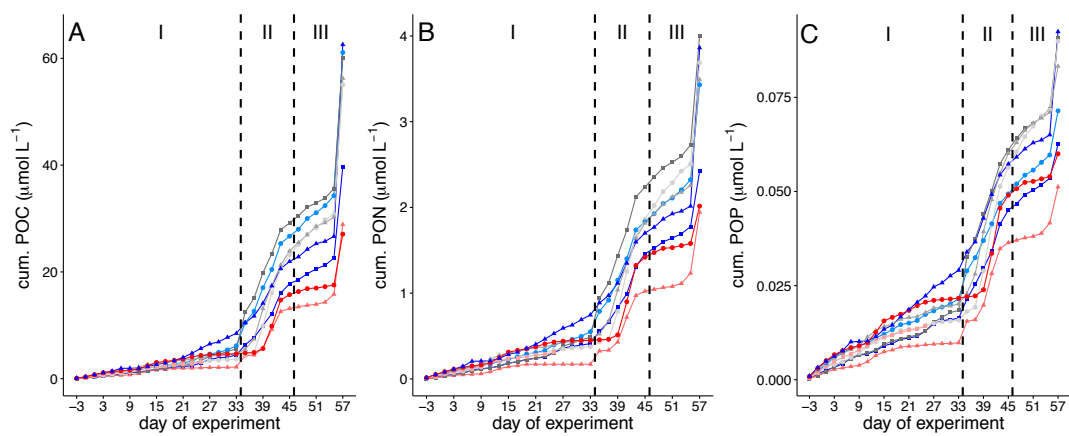 A
I
II
III
cum. POC (μmol L⁻¹)
60
40
20
0
−3 3 9 15 21 27 33 39 45 51 57
day of experiment
B
I
II
III
cum. PON (μmol L⁻¹)
4
3
2
1
0
−3 3 9 15 21 27 33 39 45 51 57
day of experiment
C
I
II
III
cum. POP (μmol L⁻¹)
0.075
0.050
0.025
0.000
−3 3 9 15 21 27 33 39 45 51 57
day of experiment